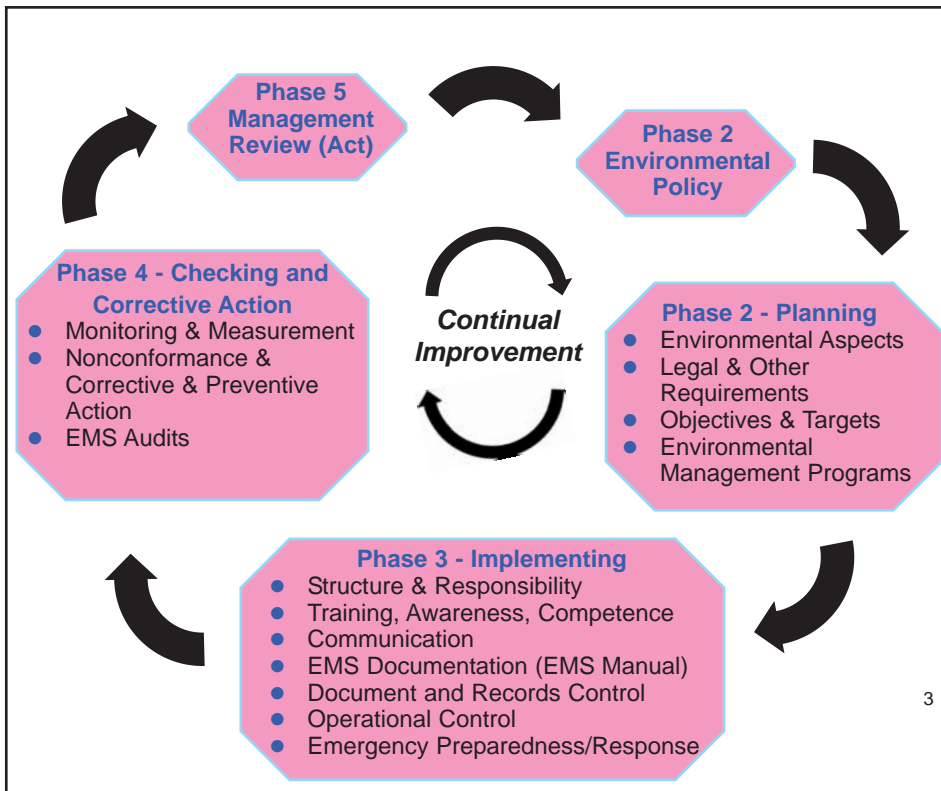 Phase 5
Management
Review (Act)
Phase 2
Environmental
Policy
Phase 4 - Checking and
Corrective Action
● Monitoring & Measurement
● Nonconformance &
Corrective & Preventive
Action
● EMS Audits
Continual
Improvement
Phase 2 - Planning
● Environmental Aspects
● Legal & Other
Requirements
● Objectives & Targets
● Environmental
Management Programs
Phase 3 - Implementing
● Structure & Responsibility
● Training, Awareness, Competence
● Communication
● EMS Documentation (EMS Manual)
● Document and Records Control
● Operational Control
● Emergency Preparedness/Response
3